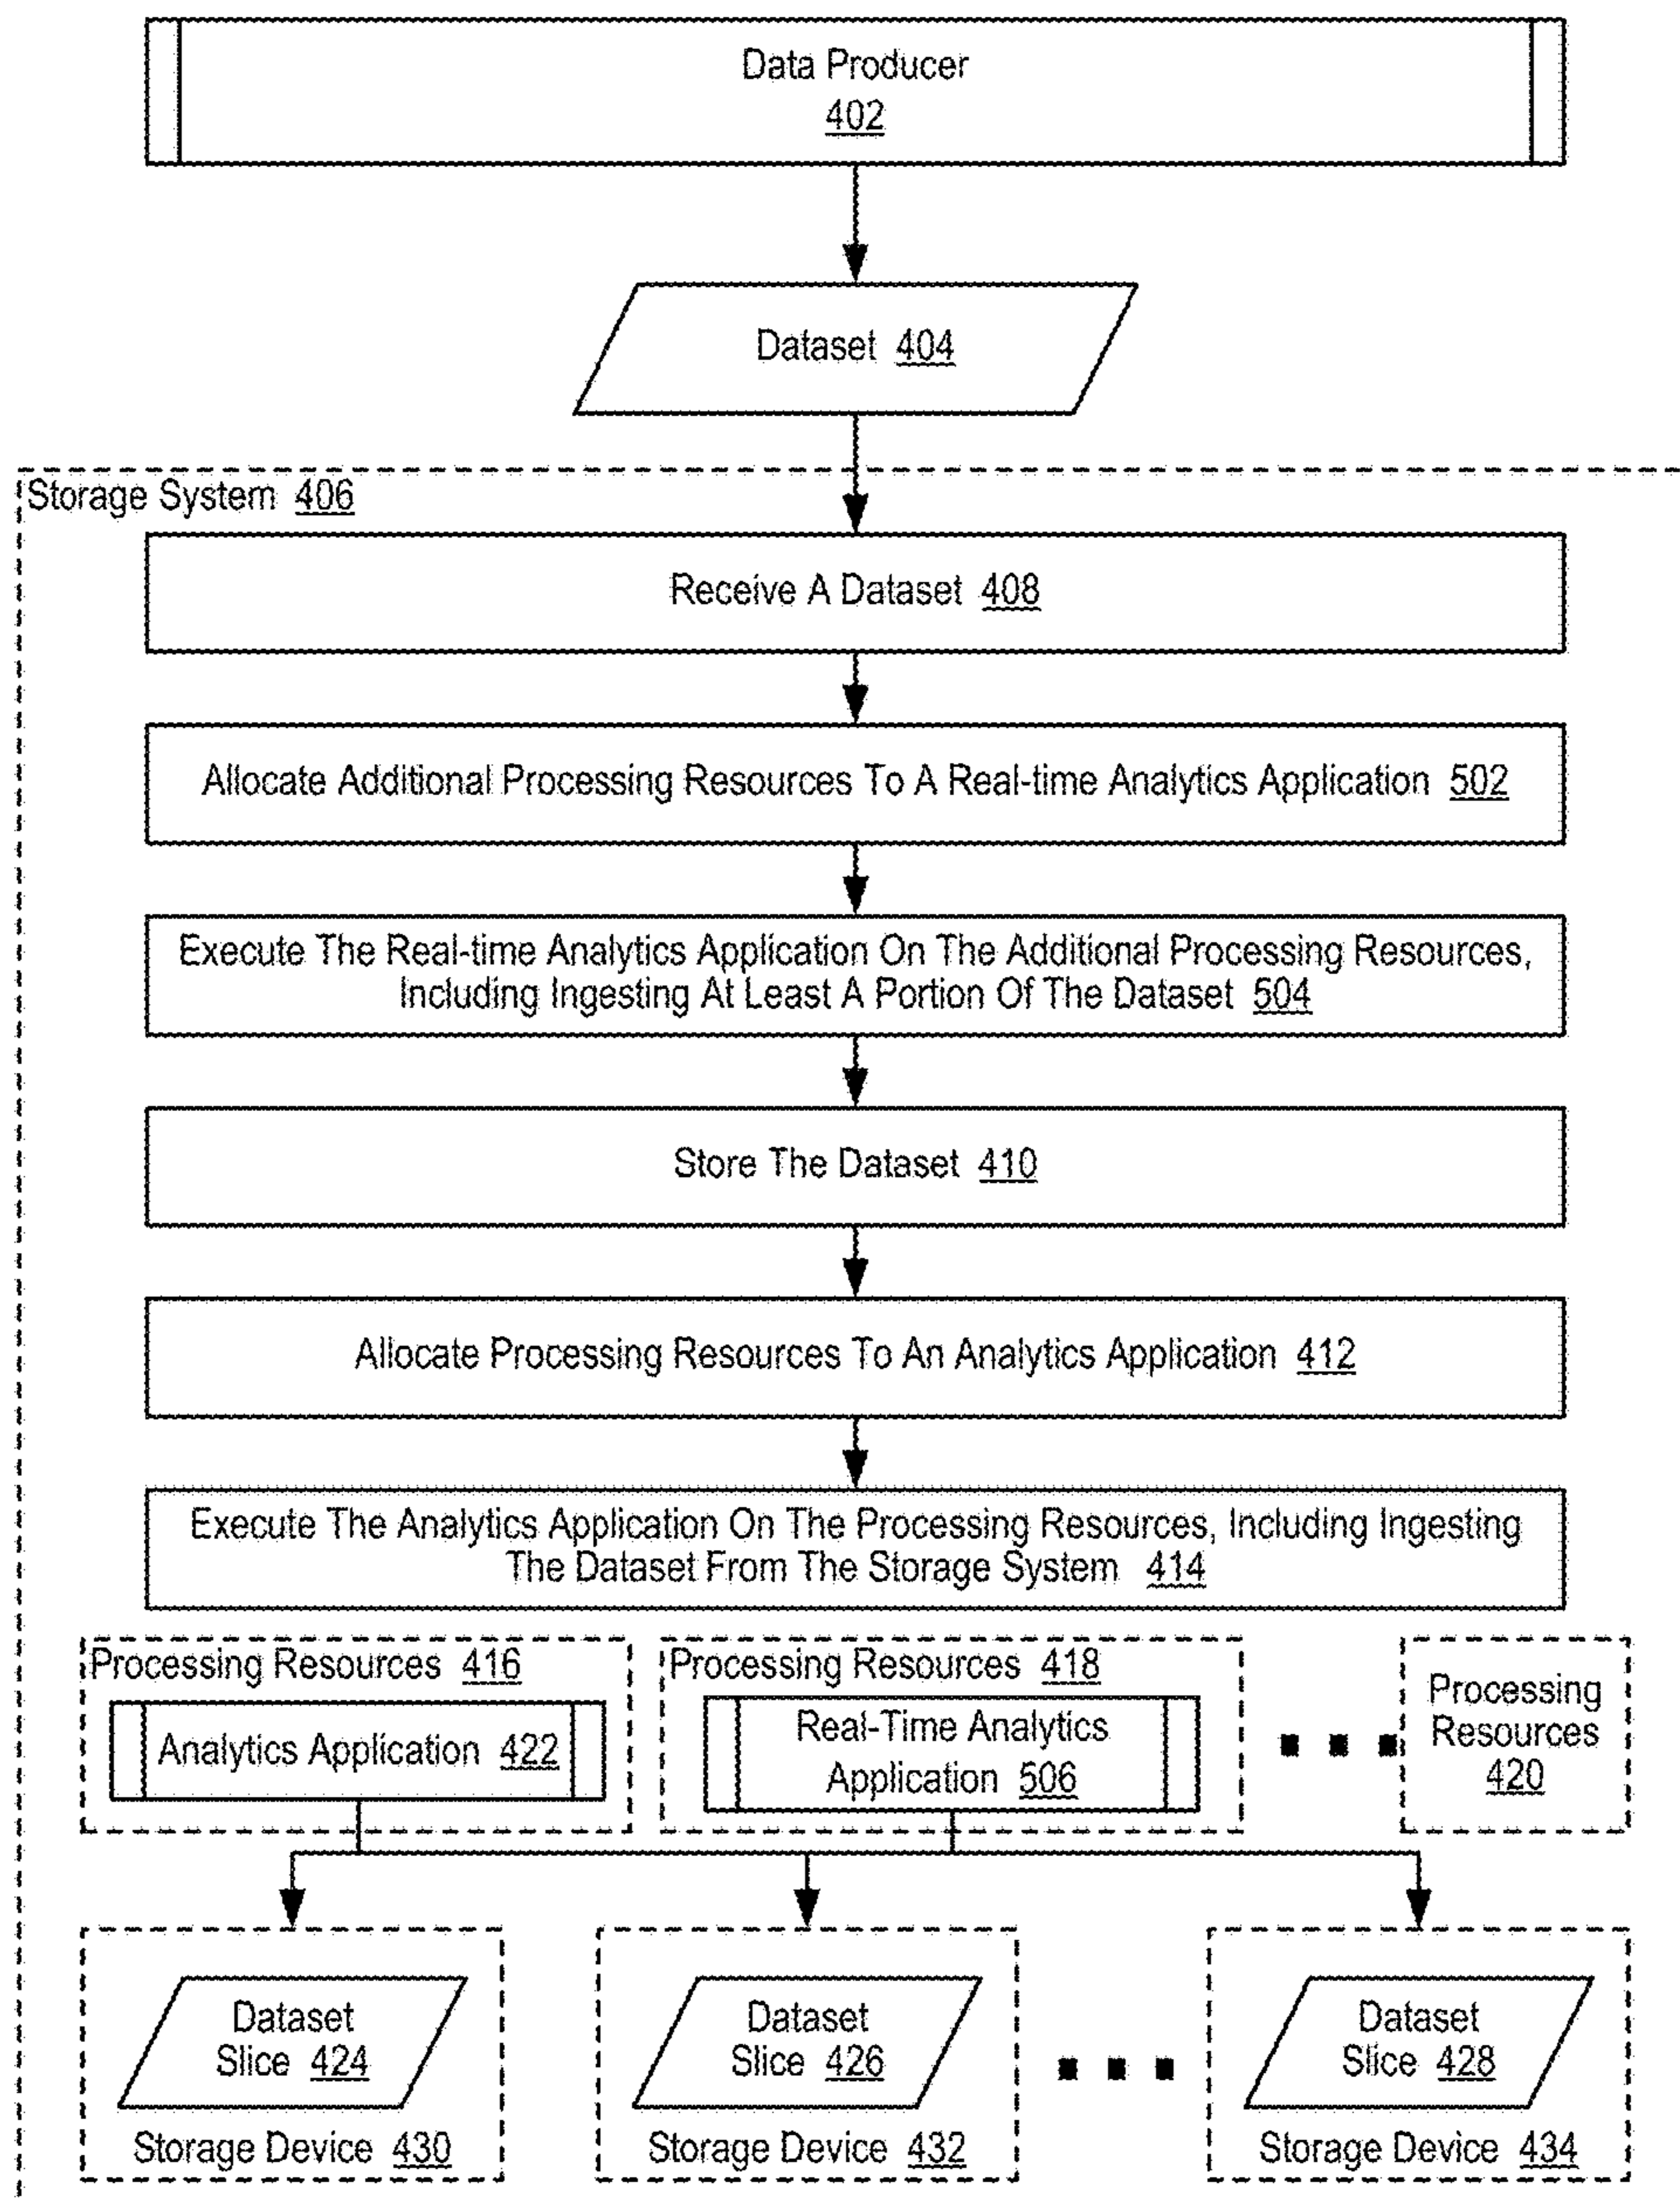 Data Producer
402
Dataset 404
Storage System 406
Receive A Dataset 408
Allocate Additional Processing Resources To A Real-time Analytics Application 502
Execute The Real-time Analytics Application On The Additional Processing Resources,
Including Ingesting At Least A Portion Of The Dataset 504
Store The Dataset 410
Allocate Processing Resources To An Analytics Application 412
Execute The Analytics Application On The Processing Resources, Including Ingesting
The Dataset From The Storage System 414
Processing Resources 416
Analytics Application 422
Processing Resources 418
Real-Time Analytics
Application 506
Processing
Resources
420
Dataset
Slice 424
Storage Device 430
Dataset
Slice 426
Storage Device 432
Dataset
Slice 428
Storage Device 434